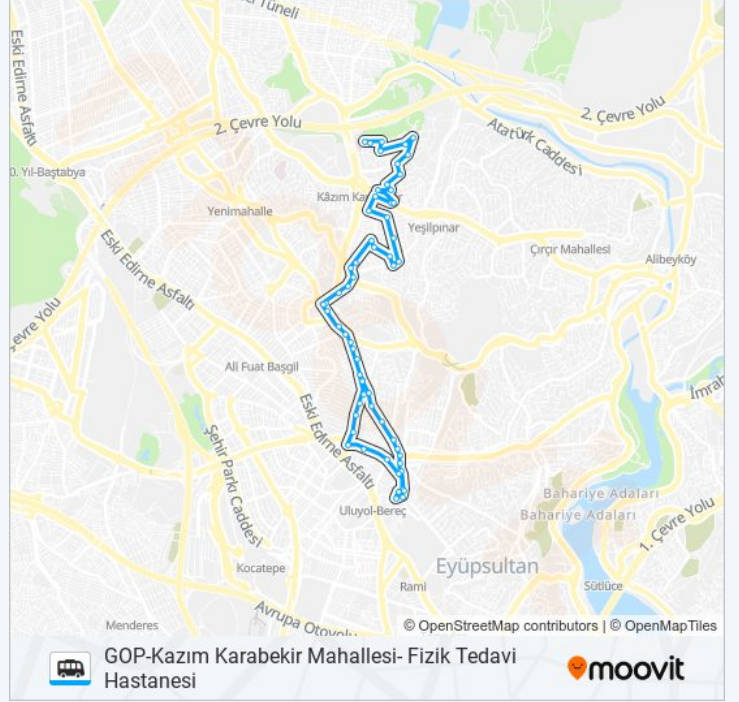 ci Tüneli
Eski Edirne Asfaltı
2. Çevre Yolu
2. Çevre Yolu
Atatürk Caddesi
0. Yıl-Baştabya
Kâzım Ka
r
Yenimahalle
Yeşilpınar
Çırçır Mahallesi
Alibeyköy
Eski Edirne Asfaltı
evre Yolu
Ali Fuat Başgil
İmrah
Eski Edirne Asfaltı
Şehir Parkı Caddesi
Bahariye Adaları
Bahariye Adaları
1. Çevre Yolu
Uluyol-Bereç
Eyüpsultan
Kocatepe
Rami
Sütlüce
Avrupa Otoyolu
Menderes
© OpenStreetMap contributors | © OpenMapTiles
GOP-Kazım Karabekir Mahallesi- Fizik Tedavi
Hastanesi
moovit